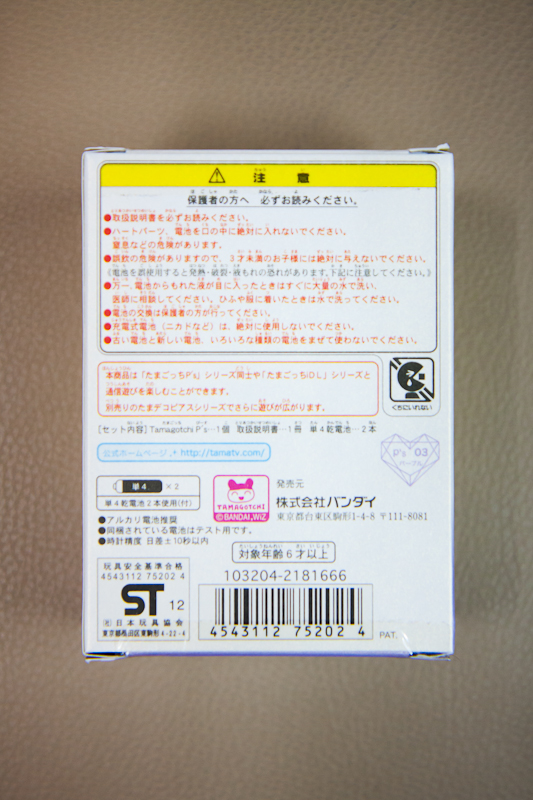 注意
保護者の方へ 必ずお読みください。
●取扱説明書を必ずお読みください。
●ハートパーツ、電池を口の中に絶対に入れないでください。
窒息などの危険があります。
●誤飲の危険がありますので、3才未満のお子様には絶対に与えないでください。
《電池を誤使用すると発熱・破裂・液もれの恐れがあります。下記に注意してください。》
●万一、電池からもれた液が目に入ったときはすぐに大量の水で洗い、
医師に相談してください。ひふや服に着いたときは水で洗ってください。
●電池の交換は保護者の方が行ってください。
●充電式電池（ニカドなど）は、絶対に使用しないでください。
●古い電池と新しい電池、いろいろな種類の電池をまぜて使わないでください。
本商品は「たまごっちP's」シリーズ同士や「たまごっちiD L」シリーズと
通信遊びを楽しむことができます。
別売りのたまデコピアスシリーズでさらに遊びが広がります。
くちにいれない
[セット内容] Tamagotchi P's…1個 取扱説明書…1冊 単4乾電池…2本
公式ホームページ http://tamatv.com/
P's 03
パープル
単4 ×2
単4乾電池2本使用(付)
TAMAGOTCHI
©BANDAI,WiZ
発売元
株式会社バンダイ
東京都台東区駒形1-4-8 〒111-8081
●アルカリ電池推奨
●同梱されている電池はテスト用です。
●時計精度 日差±10秒以内
対象年齢6才以上
玩具安全基準合格
4543112 75202 4
ST 12
㈳日本玩具協会
東京都墨田区東駒形4-22-4
103204-2181666
4543112 75202 4
PAT.